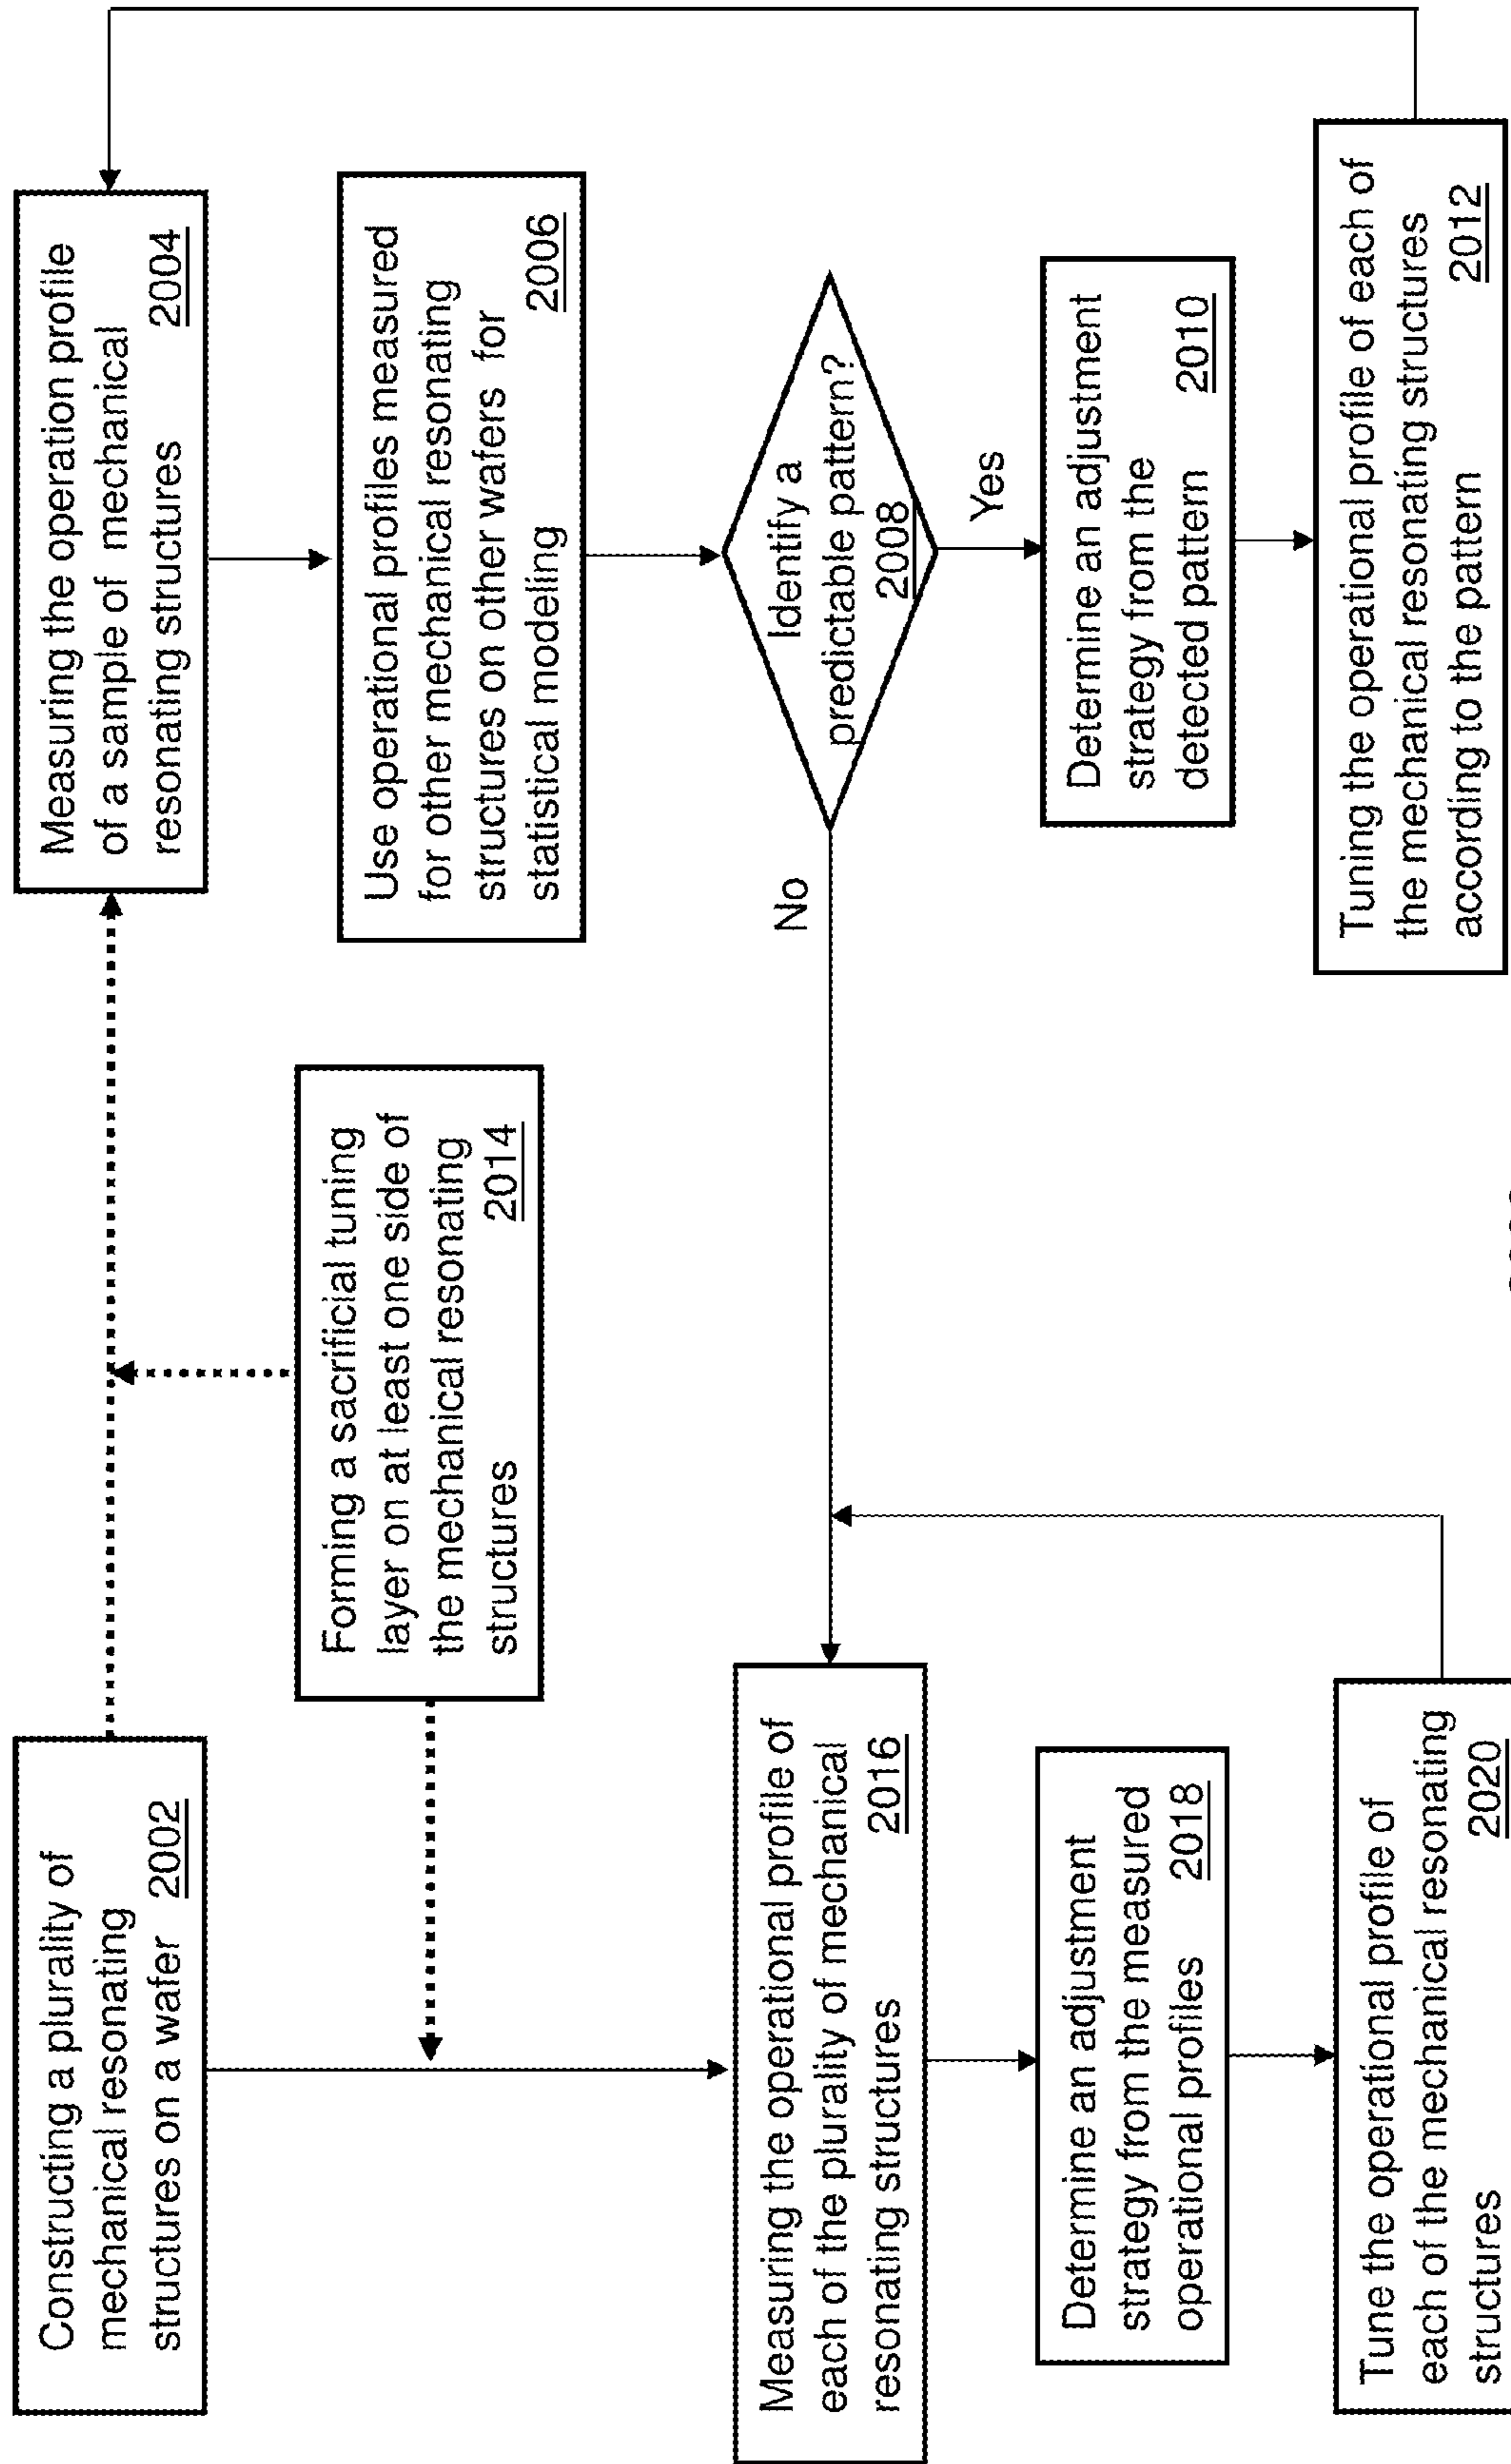 Constructing a plurality of
mechanical resonating
structures on a wafer 2002
Measuring the operation profile
of a sample of mechanical
resonating structures 2004
Use operational profiles measured
for other mechanical resonating
structures on other wafers for
statistical modeling 2006
Forming a sacrificial tuning
layer on at least one side of
the mechanical resonating
structures 2014
Identify a
predictable pattern?
2008
No
Yes
Measuring the operational profile of
each of the plurality of mechanical
resonating structures 2016
Determine an adjustment
strategy from the
detected pattern 2010
Determine an adjustment
strategy from the measured
operational profiles 2018
Tuning the operational profile of each of
the mechanical resonating structures
according to the pattern 2012
Tune the operational profile of
each of the mechanical resonating
structures 2020